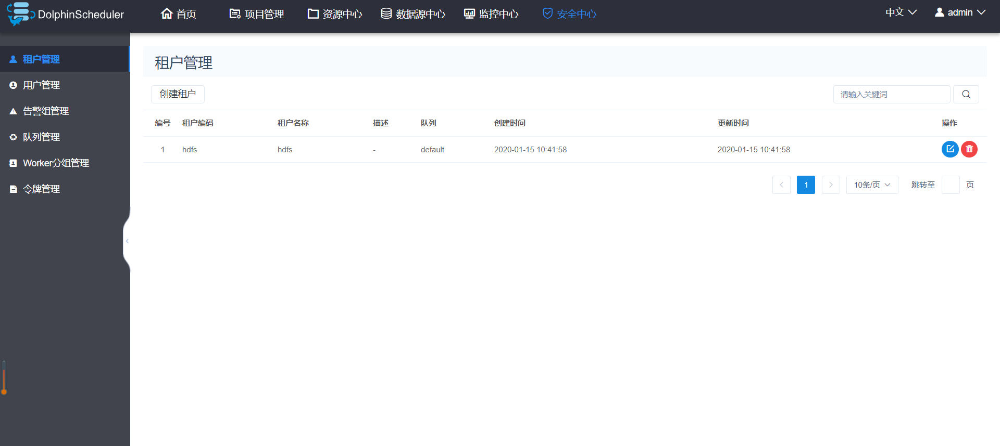 DolphinScheduler 首页 项目管理 资源中心 数据源中心 监控中心 安全中心 中文 admin
租户管理
用户管理
告警组管理
队列管理
Worker分组管理
令牌管理
租户管理
创建租户 请输入关键词
编号 租户编码 租户名称 描述 队列 创建时间 更新时间 操作
1 hdfs hdfs - default 2020-01-15 10:41:58 2020-01-15 10:41:58
1 10条/页 跳转至 页